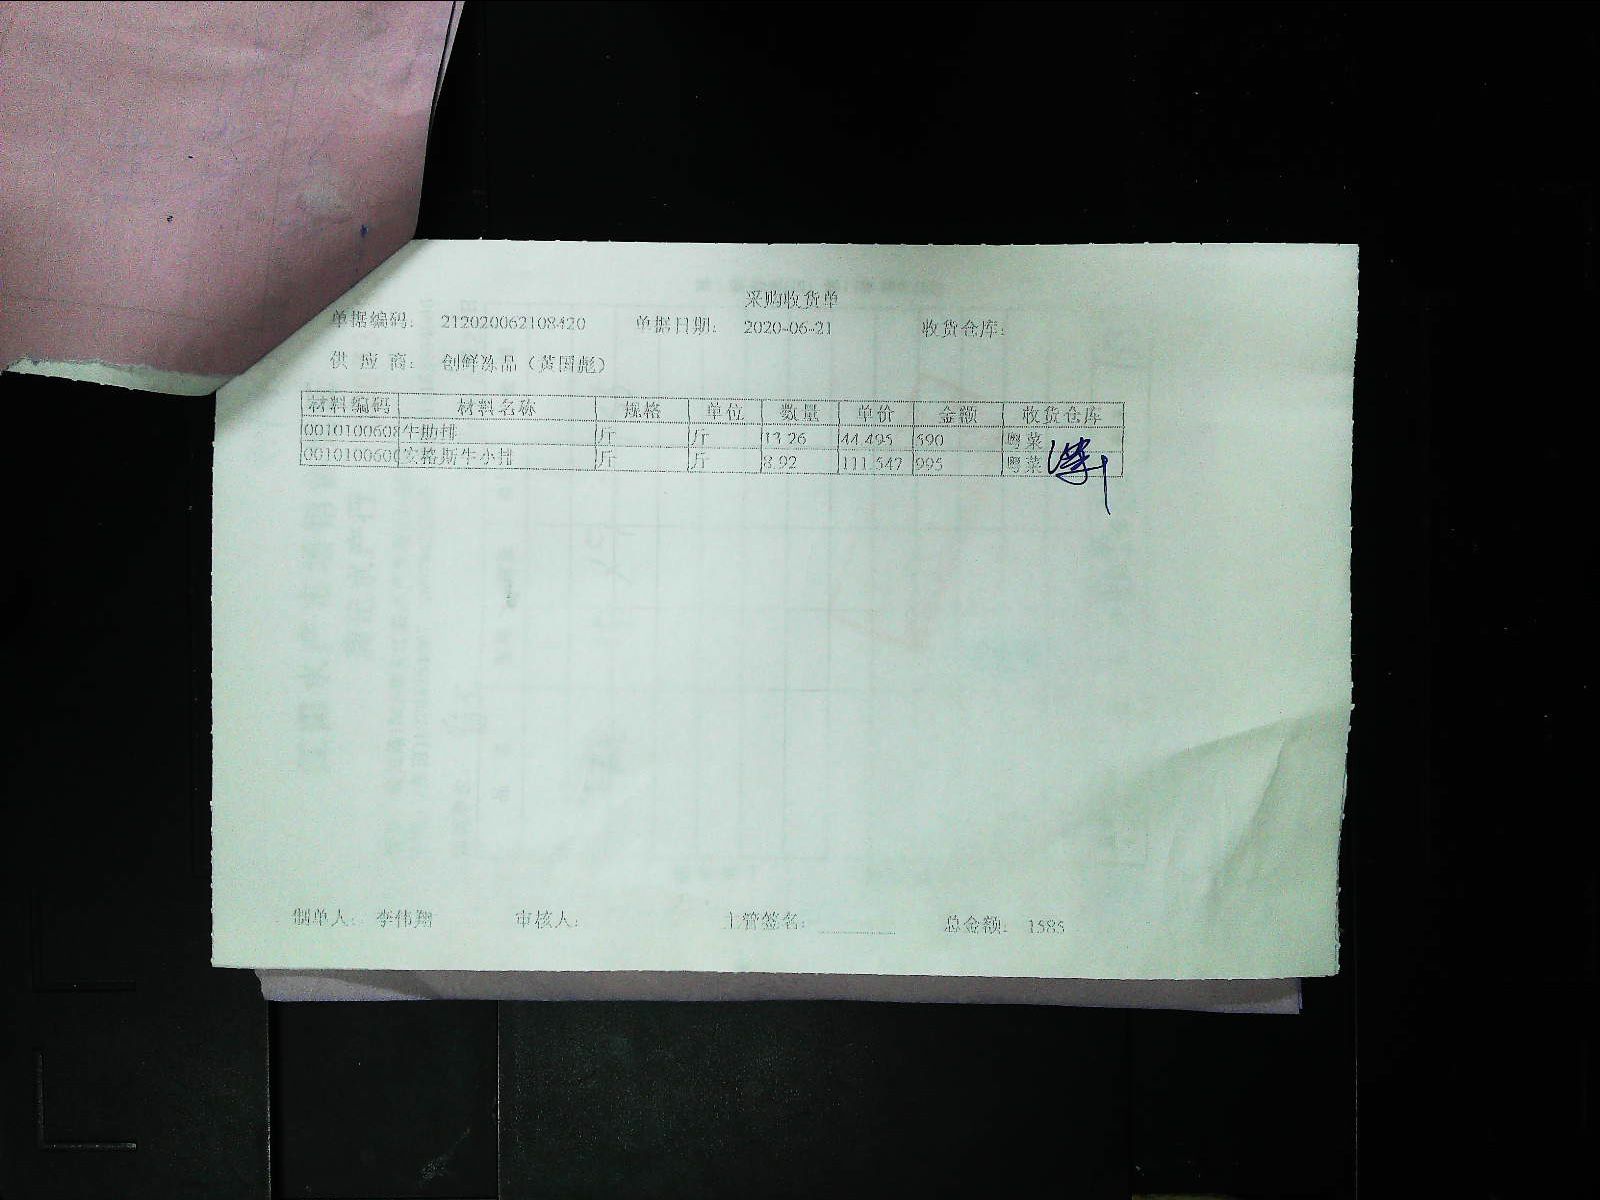 采购收货单
单据编码： 212020062108420 单据日期： 2020-06-21 收货仓库：
供 应 商： 创鲜冻品（黄国彪）
材料编码 材料名称 规格 单位 数量 单价 金额 收货仓库
0010100608 牛肋排 斤 斤 13.26 44.495 590 粤菜
0010100600 安格斯牛小排 斤 斤 8.92 111.547 995 粤菜
制单人： 李伟翔 审核人： 主管签名： 总金额： 1585